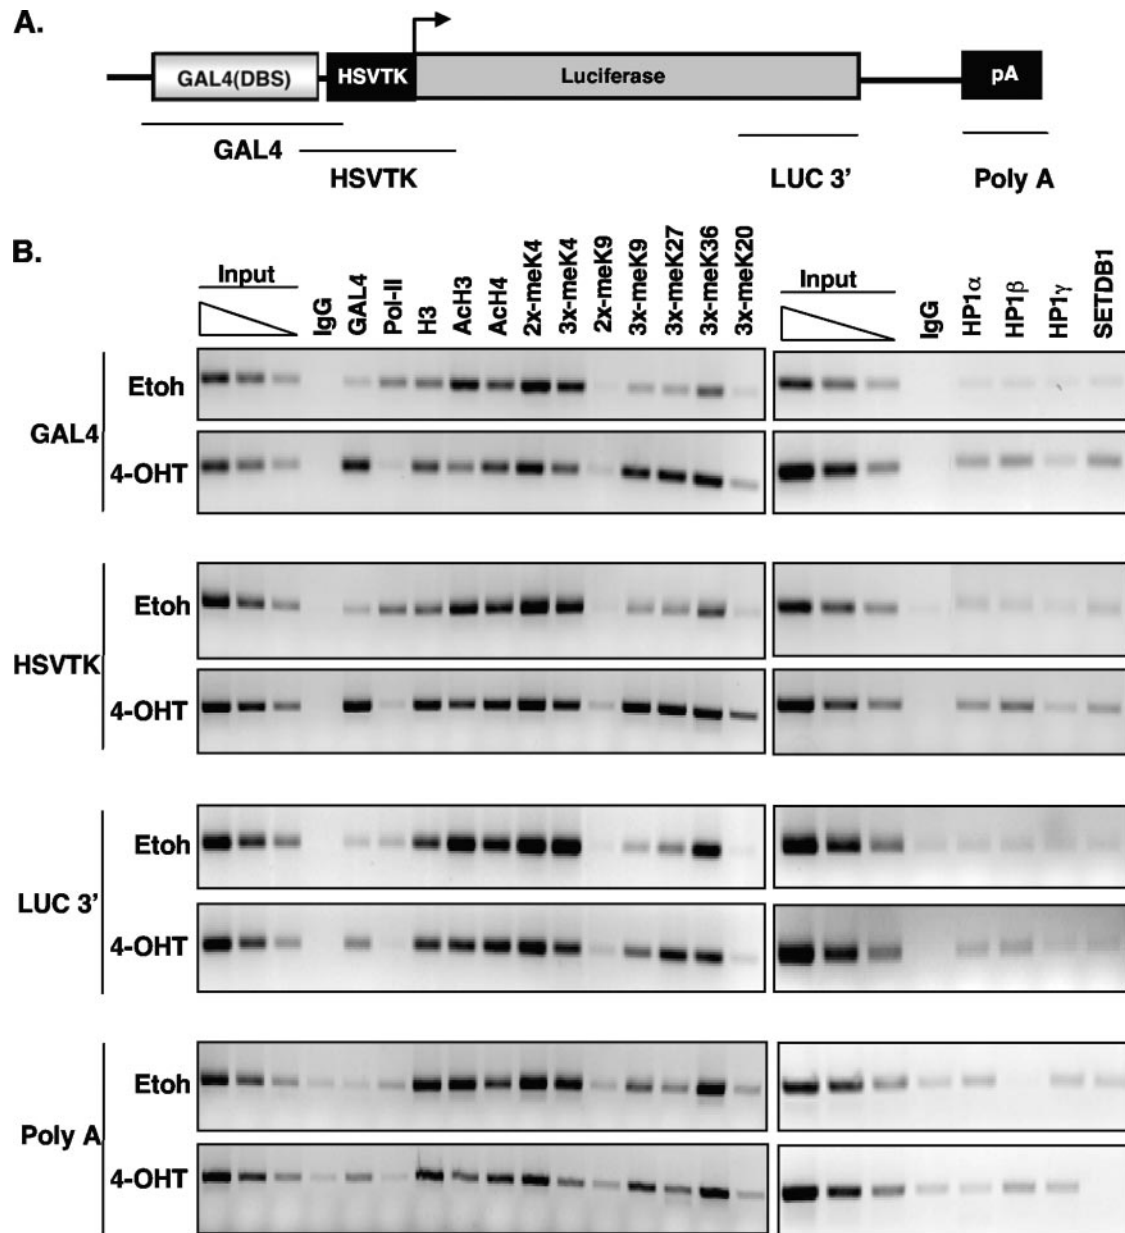 A.
GAL4(DBS) HSVTK Luciferase pA
GAL4 HSVTK LUC 3' Poly A
B.
Input IgG GAL4 Pol-II H3 AcH3 AcH4 2x-meK4 3x-meK4 2x-meK9 3x-meK9 3x-meK27 3x-meK36 3x-meK20 Input IgG HP1α HP1β HP1γ SETDB1
GAL4
Etoh
4-OHT
HSVTK
Etoh
4-OHT
LUC 3'
Etoh
4-OHT
Poly A
Etoh
4-OHT